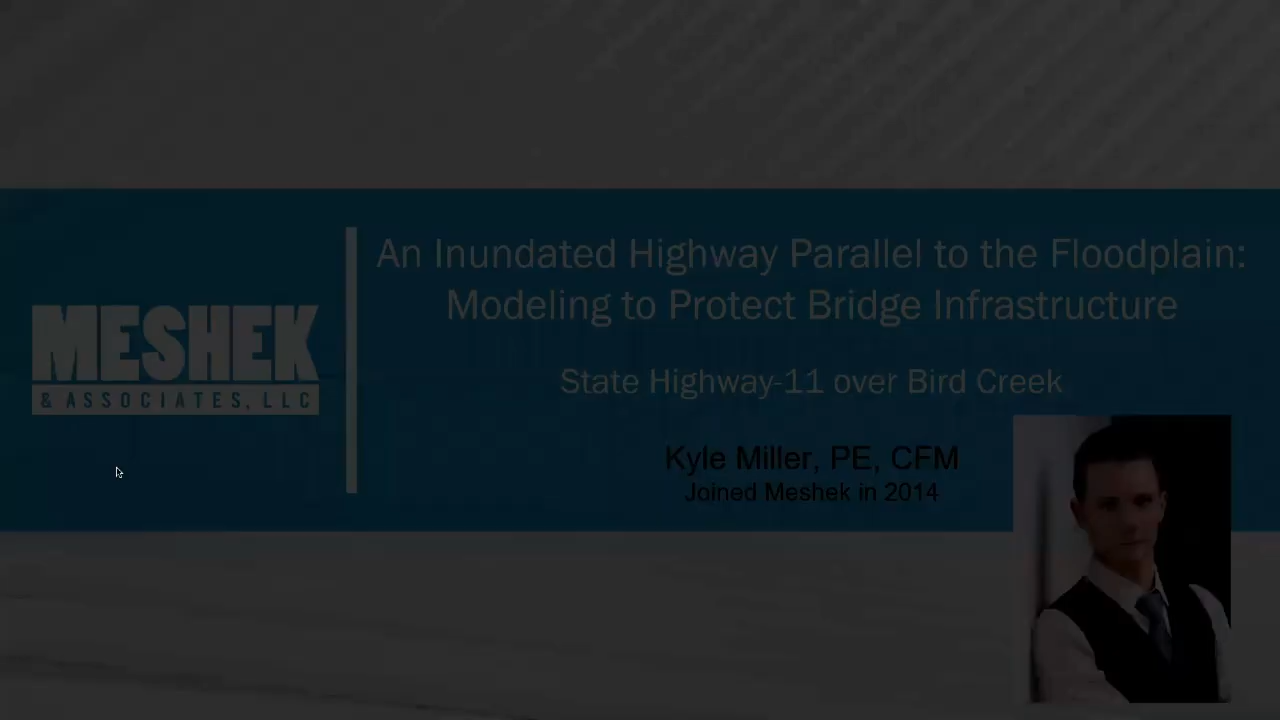 An Inundated Highway Parallel to the Floodplain:
Modeling to Protect Bridge Infrastructure
State Highway-11 over Bird Creek
MESHEK
& ASSOCIATES, LLC
Kyle Miller, PE, CFM
Joined Meshek in 2014